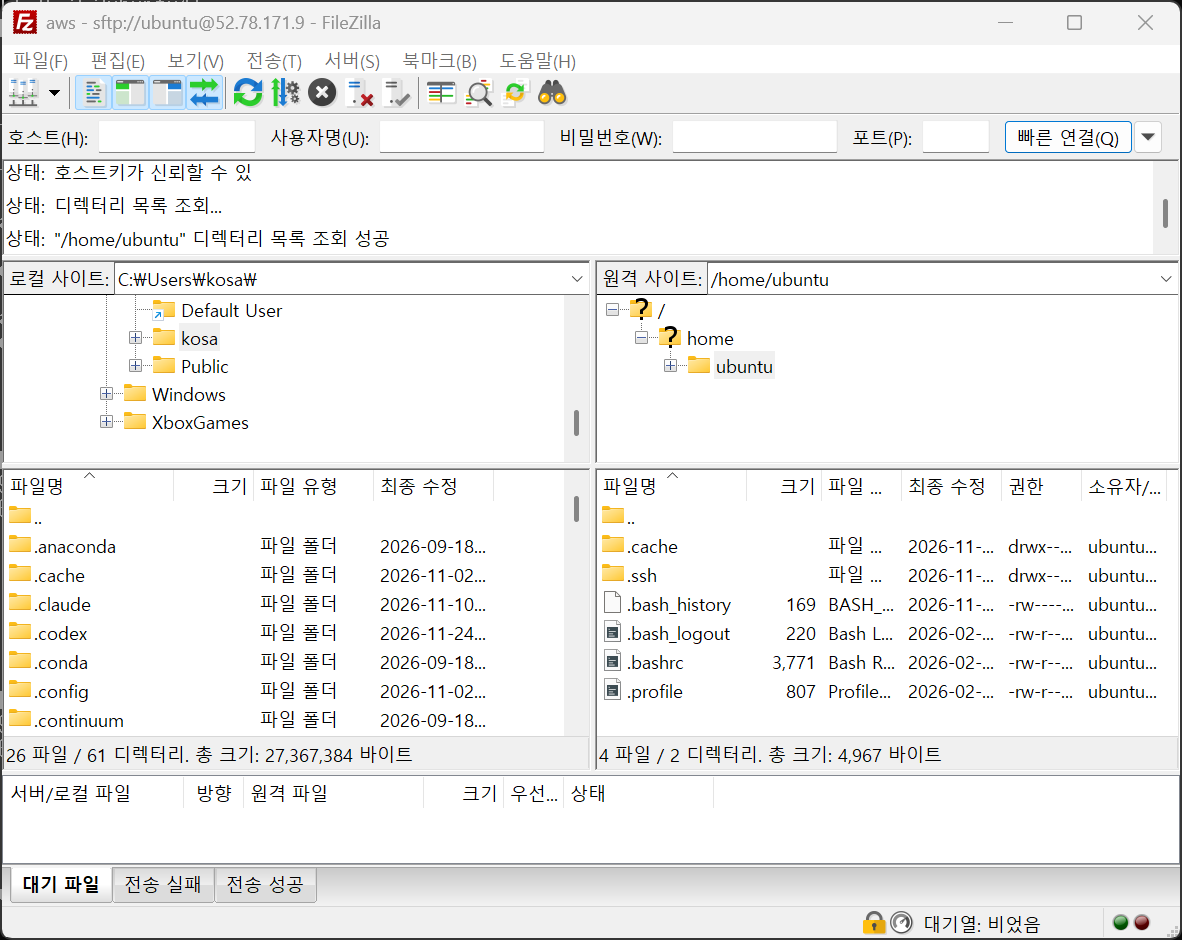 aws - sftp://ubuntu@52.78.171.9 - FileZilla
파일(F) 편집(E) 보기(V) 전송(T) 서버(S) 북마크(B) 도움말(H)
호스트(H): 사용자명(U): 비밀번호(W): 포트(P): 빠른 연결(Q)
상태: 호스트키가 신뢰할 수 있
상태: 디렉터리 목록 조회...
상태: "/home/ubuntu" 디렉터리 목록 조회 성공
로컬 사이트: C:₩Users₩kosa₩
Default User
kosa
Public
Windows
XboxGames
원격 사이트: /home/ubuntu
/
home
ubuntu
파일명 크기 파일 유형 최종 수정
..
.anaconda 파일 폴더 2026-09-18...
.cache 파일 폴더 2026-11-02...
.claude 파일 폴더 2026-11-10...
.codex 파일 폴더 2026-11-24...
.conda 파일 폴더 2026-09-18...
.config 파일 폴더 2026-11-02...
.continuum 파일 폴더 2026-09-18...
26 파일 / 61 디렉터리. 총 크기: 27,367,384 바이트
파일명 크기 파일 ... 최종 수정 권한 소유자/...
..
.cache 파일 ... 2026-11-... drwx--... ubuntu...
.ssh 파일 ... 2026-11-... drwx--... ubuntu...
.bash_history 169 BASH_... 2026-11-... -rw----... ubuntu...
.bash_logout 220 Bash L... 2026-02-... -rw-r--... ubuntu...
.bashrc 3,771 Bash R... 2026-02-... -rw-r--... ubuntu...
.profile 807 Profile... 2026-02-... -rw-r--... ubuntu...
4 파일 / 2 디렉터리. 총 크기: 4,967 바이트
서버/로컬 파일 방향 원격 파일 크기 우선... 상태
대기 파일 전송 실패 전송 성공
대기열: 비었음